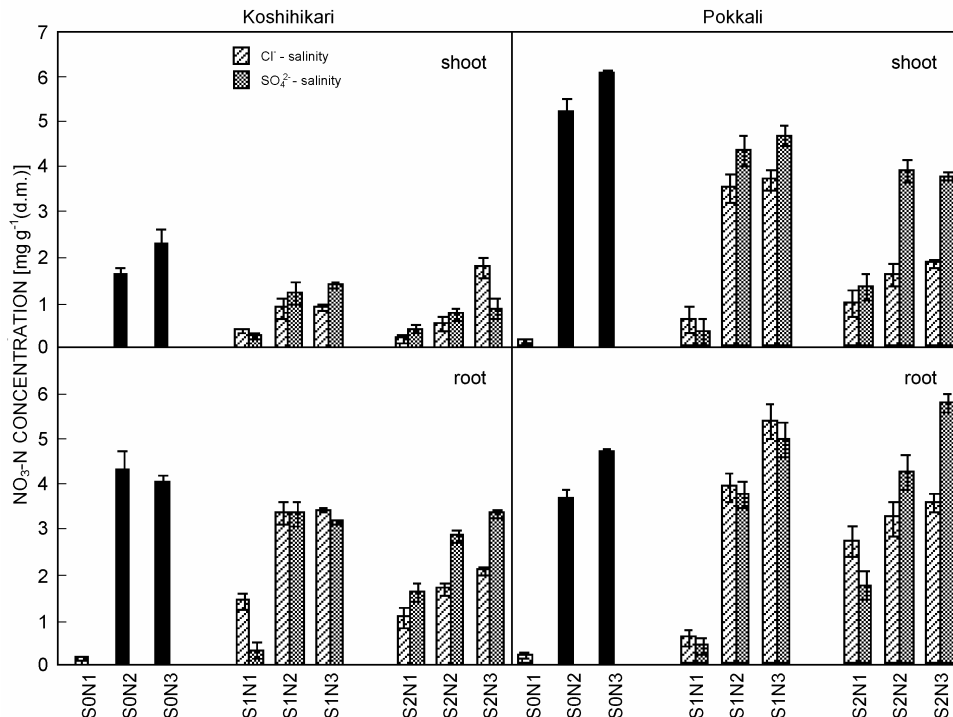 Koshihikari Pokkali
7
Cl⁻ - salinity
SO₄²⁻ - salinity
shoot
shoot
6
5
4
3
2
1
0
NO₃-N CONCENTRATION [mg g⁻¹(d.m.)]
root
root
6
5
4
3
2
1
0
S0N1 S0N2 S0N3 S1N1 S1N2 S1N3 S2N1 S2N2 S2N3 S0N1 S0N2 S0N3 S1N1 S1N2 S1N3 S2N1 S2N2 S2N3